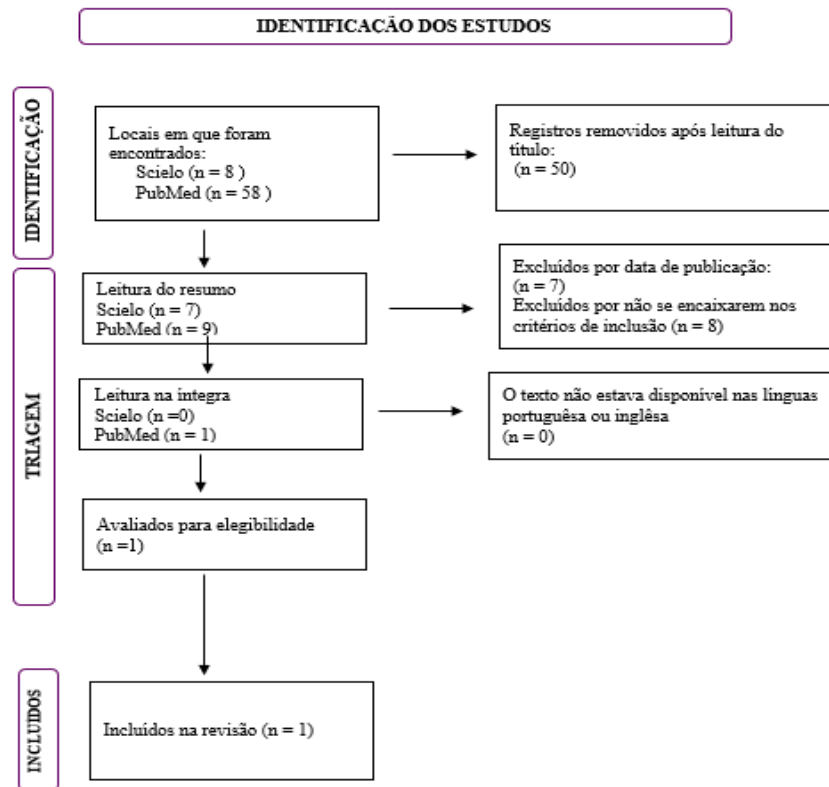 IDENTIFICAÇÃO DOS ESTUDOS
IDENTIFICAÇÃO
Locais em que foram
encontrados:
Scielo (n = 8 )
PubMed (n = 58 )
Registros removidos após leitura do
título:
(n = 50)
TRIAGEM
Leitura do resumo
Scielo (n = 7)
PubMed (n = 9)
Excluídos por data de publicação:
(n = 7)
Excluídos por não se encaixarem nos
critérios de inclusão (n = 8)
Leitura na íntegra
Scielo (n =0)
PubMed (n = 1)
O texto não estava disponível nas línguas
portuguêsa ou inglêsa
(n = 0)
Avaliados para elegibilidade
(n =1)
INCLUIDOS
Incluídos na revisão (n = 1)